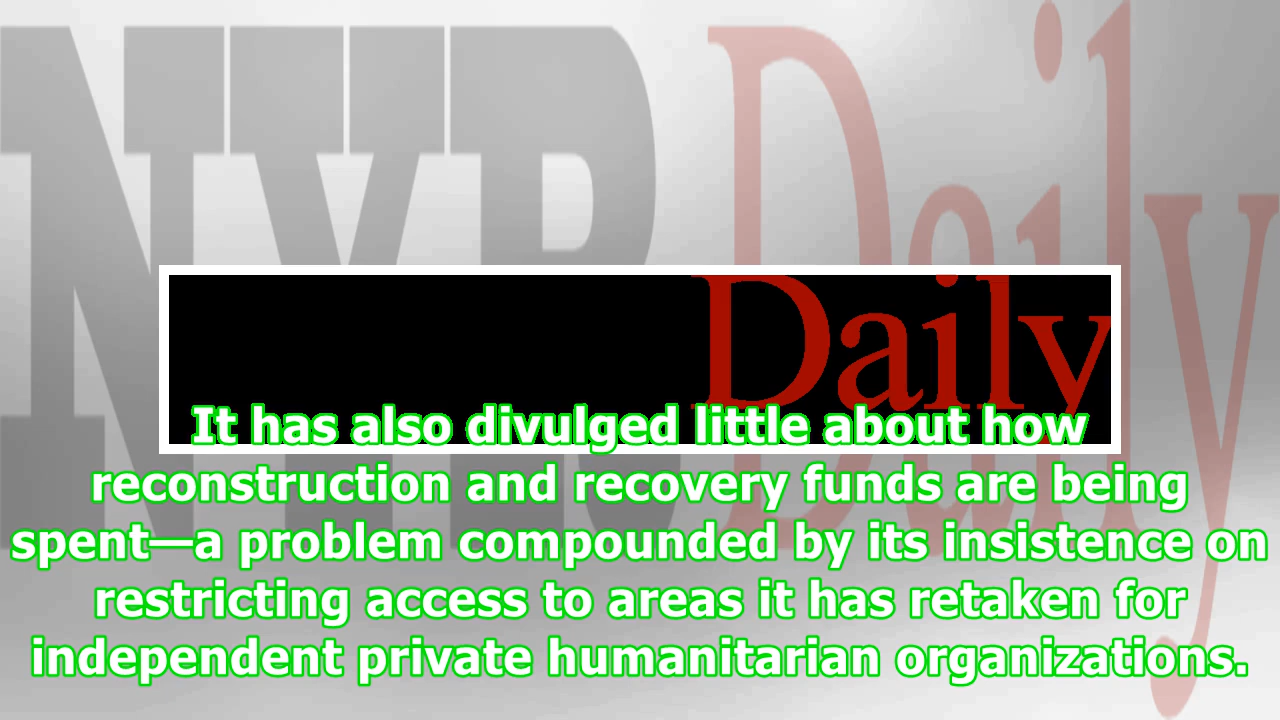 NYR Daily
Daily
It has also divulged little about how
reconstruction and recovery funds are being
spent—a problem compounded by its insistence on
restricting access to areas it has retaken for
independent private humanitarian organizations.